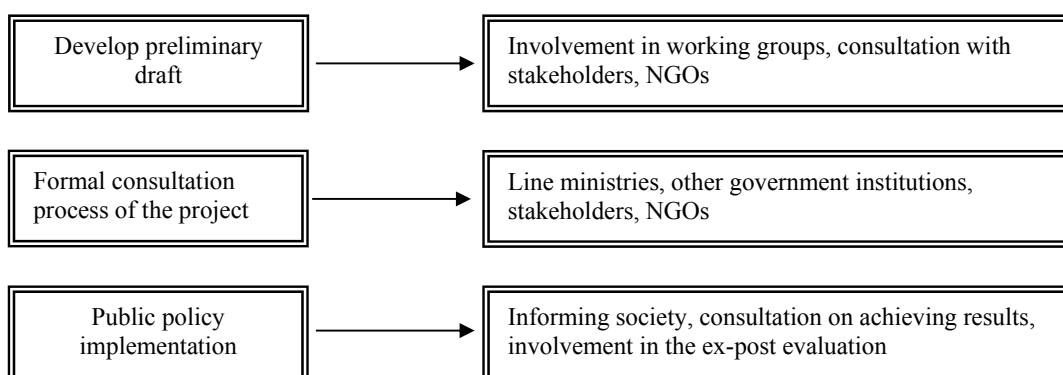 Develop preliminary
draft
Involvement in working groups, consultation with
stakeholders, NGOs
Formal consultation
process of the project
Line ministries, other government institutions,
stakeholders, NGOs
Public policy
implementation
Informing society, consultation on achieving results,
involvement in the ex-post evaluation